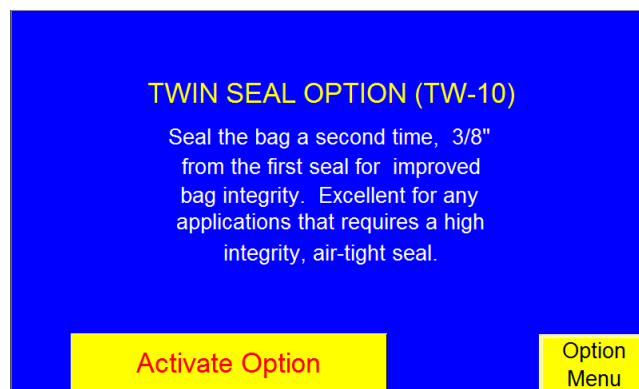 TWIN SEAL OPTION (TW-10)
Seal the bag a second time, 3/8"
from the first seal for improved
bag integrity. Excellent for any
applications that requires a high
integrity, air-tight seal.
Activate Option
Option
Menu